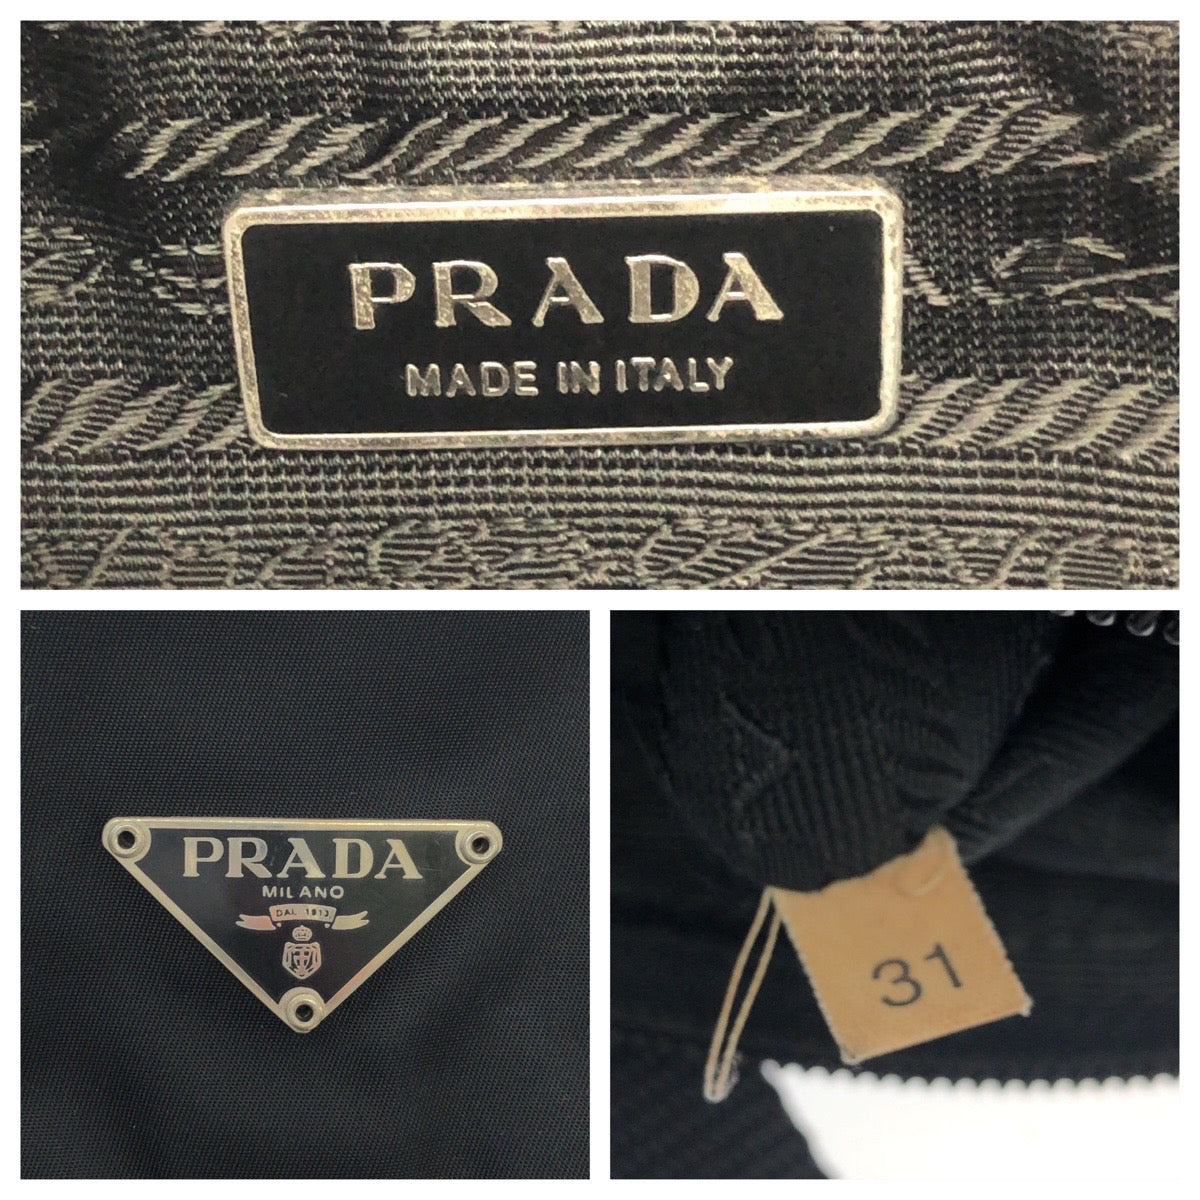 PRADA
MADE IN ITALY
PRADA
MILANO
DAL 1913
31